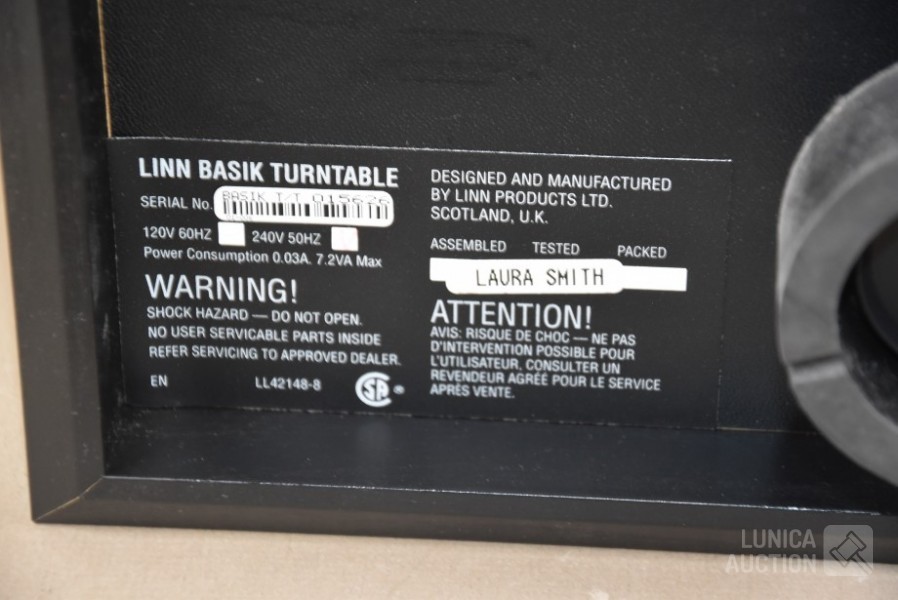 LINN BASIK TURNTABLE
SERIAL No. BASIK T/T 015676
120V 60HZ 240V 50HZ
Power Consumption 0.03A. 7.2VA Max
WARNING!
SHOCK HAZARD — DO NOT OPEN.
NO USER SERVICABLE PARTS INSIDE
REFER SERVICING TO APPROVED DEALER.
EN LL42148-8 SA®
DESIGNED AND MANUFACTURED
BY LINN PRODUCTS LTD.
SCOTLAND, U.K.
ASSEMBLED TESTED PACKED
LAURA SMITH
ATTENTION!
AVIS: RISQUE DE CHOC — NE PAS
D'INTERVENTION POSSIBLE POUR
L'UTILISATEUR, CONSULTER UN
REVENDEUR AGRÉE POUR LE SERVICE
APRÈS VENTE.
LUNICA
AUCTION